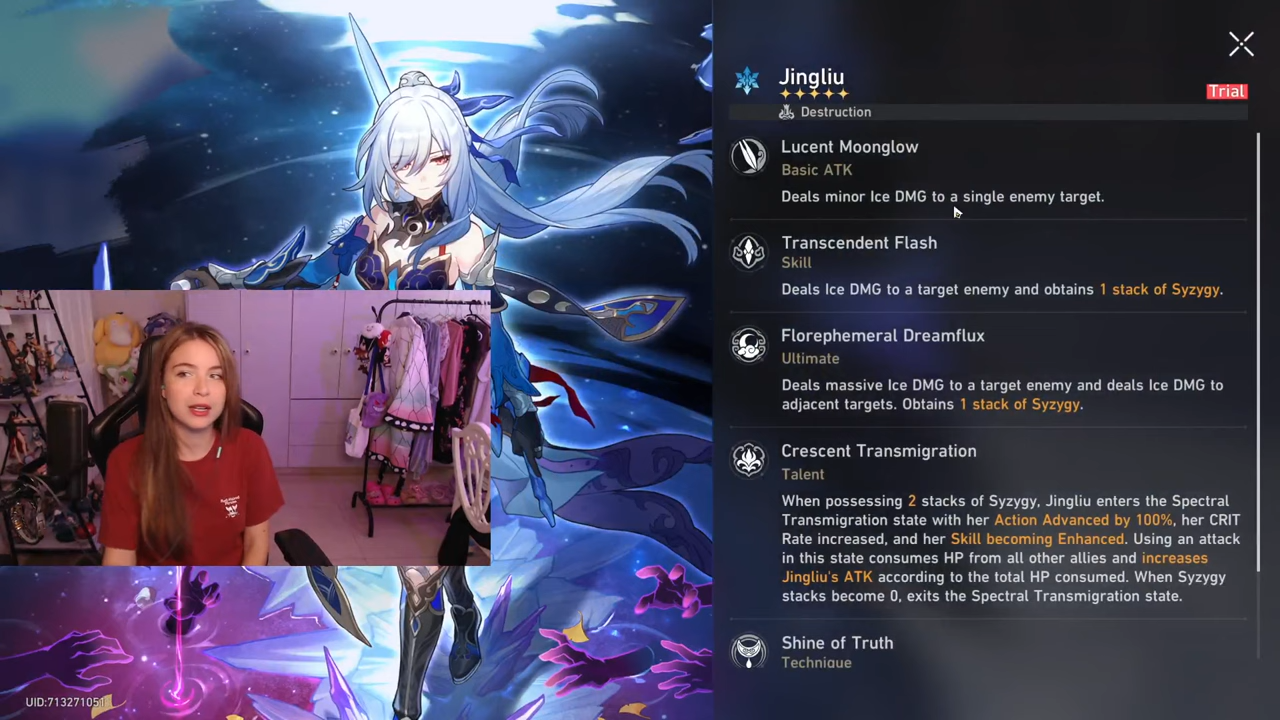 Jingliu
Trial
Destruction
Lucent Moonglow
Basic ATK
Deals minor Ice DMG to a single enemy target.
Transcendent Flash
Skill
Deals Ice DMG to a target enemy and obtains 1 stack of Syzygy.
Florephemeral Dreamflux
Ultimate
Deals massive Ice DMG to a target enemy and deals Ice DMG to
adjacent targets. Obtains 1 stack of Syzygy.
Crescent Transmigration
Talent
When possessing 2 stacks of Syzygy, Jingliu enters the Spectral
Transmigration state with her Action Advanced by 100%, her CRIT
Rate increased, and her Skill becoming Enhanced. Using an attack
in this state consumes HP from all other allies and increases
Jingliu's ATK according to the total HP consumed. When Syzygy
stacks become 0, exits the Spectral Transmigration state.
Shine of Truth
Technique
UID:713271051